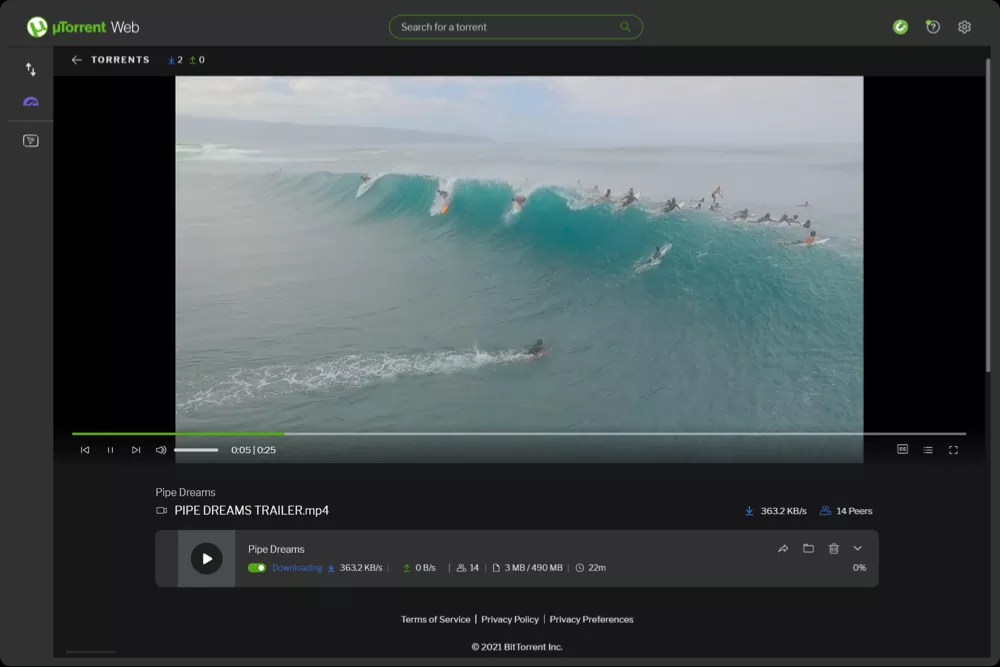 µTorrent Web
Search for a torrent
TORRENTS 2 0
0:05 | 0:25
CC
Pipe Dreams
PIPE DREAMS TRAILER.mp4
363.2 KB/s 14 Peers
Pipe Dreams
Downloading 363.2 KB/s | 0 B/s | 14 | 3 MB / 490 MB | 22m
0%
Terms of Service | Privacy Policy | Privacy Preferences
© 2021 BitTorrent Inc.